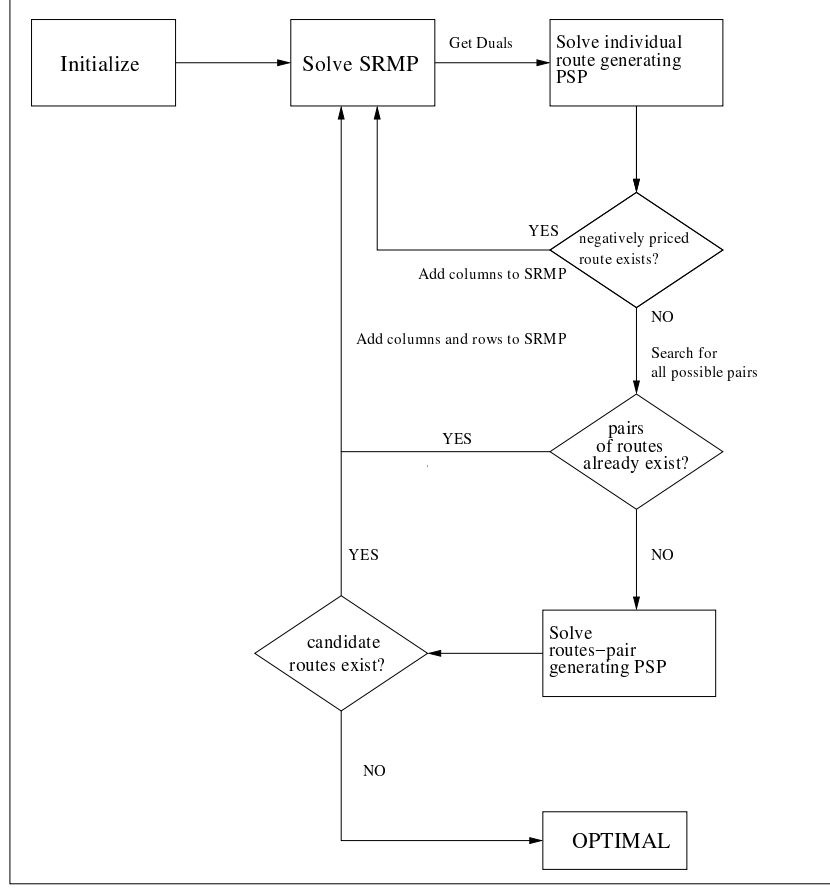 Initialize
Solve SRMP
Get Duals
Solve individual
route generating
PSP
YES
negatively priced
route exists?
Add columns to SRMP
NO
Add columns and rows to SRMP
Search for
all possible pairs
YES
pairs
of routes
already exist?
YES
NO
candidate
routes exist?
Solve
routes−pair
generating PSP
NO
OPTIMAL